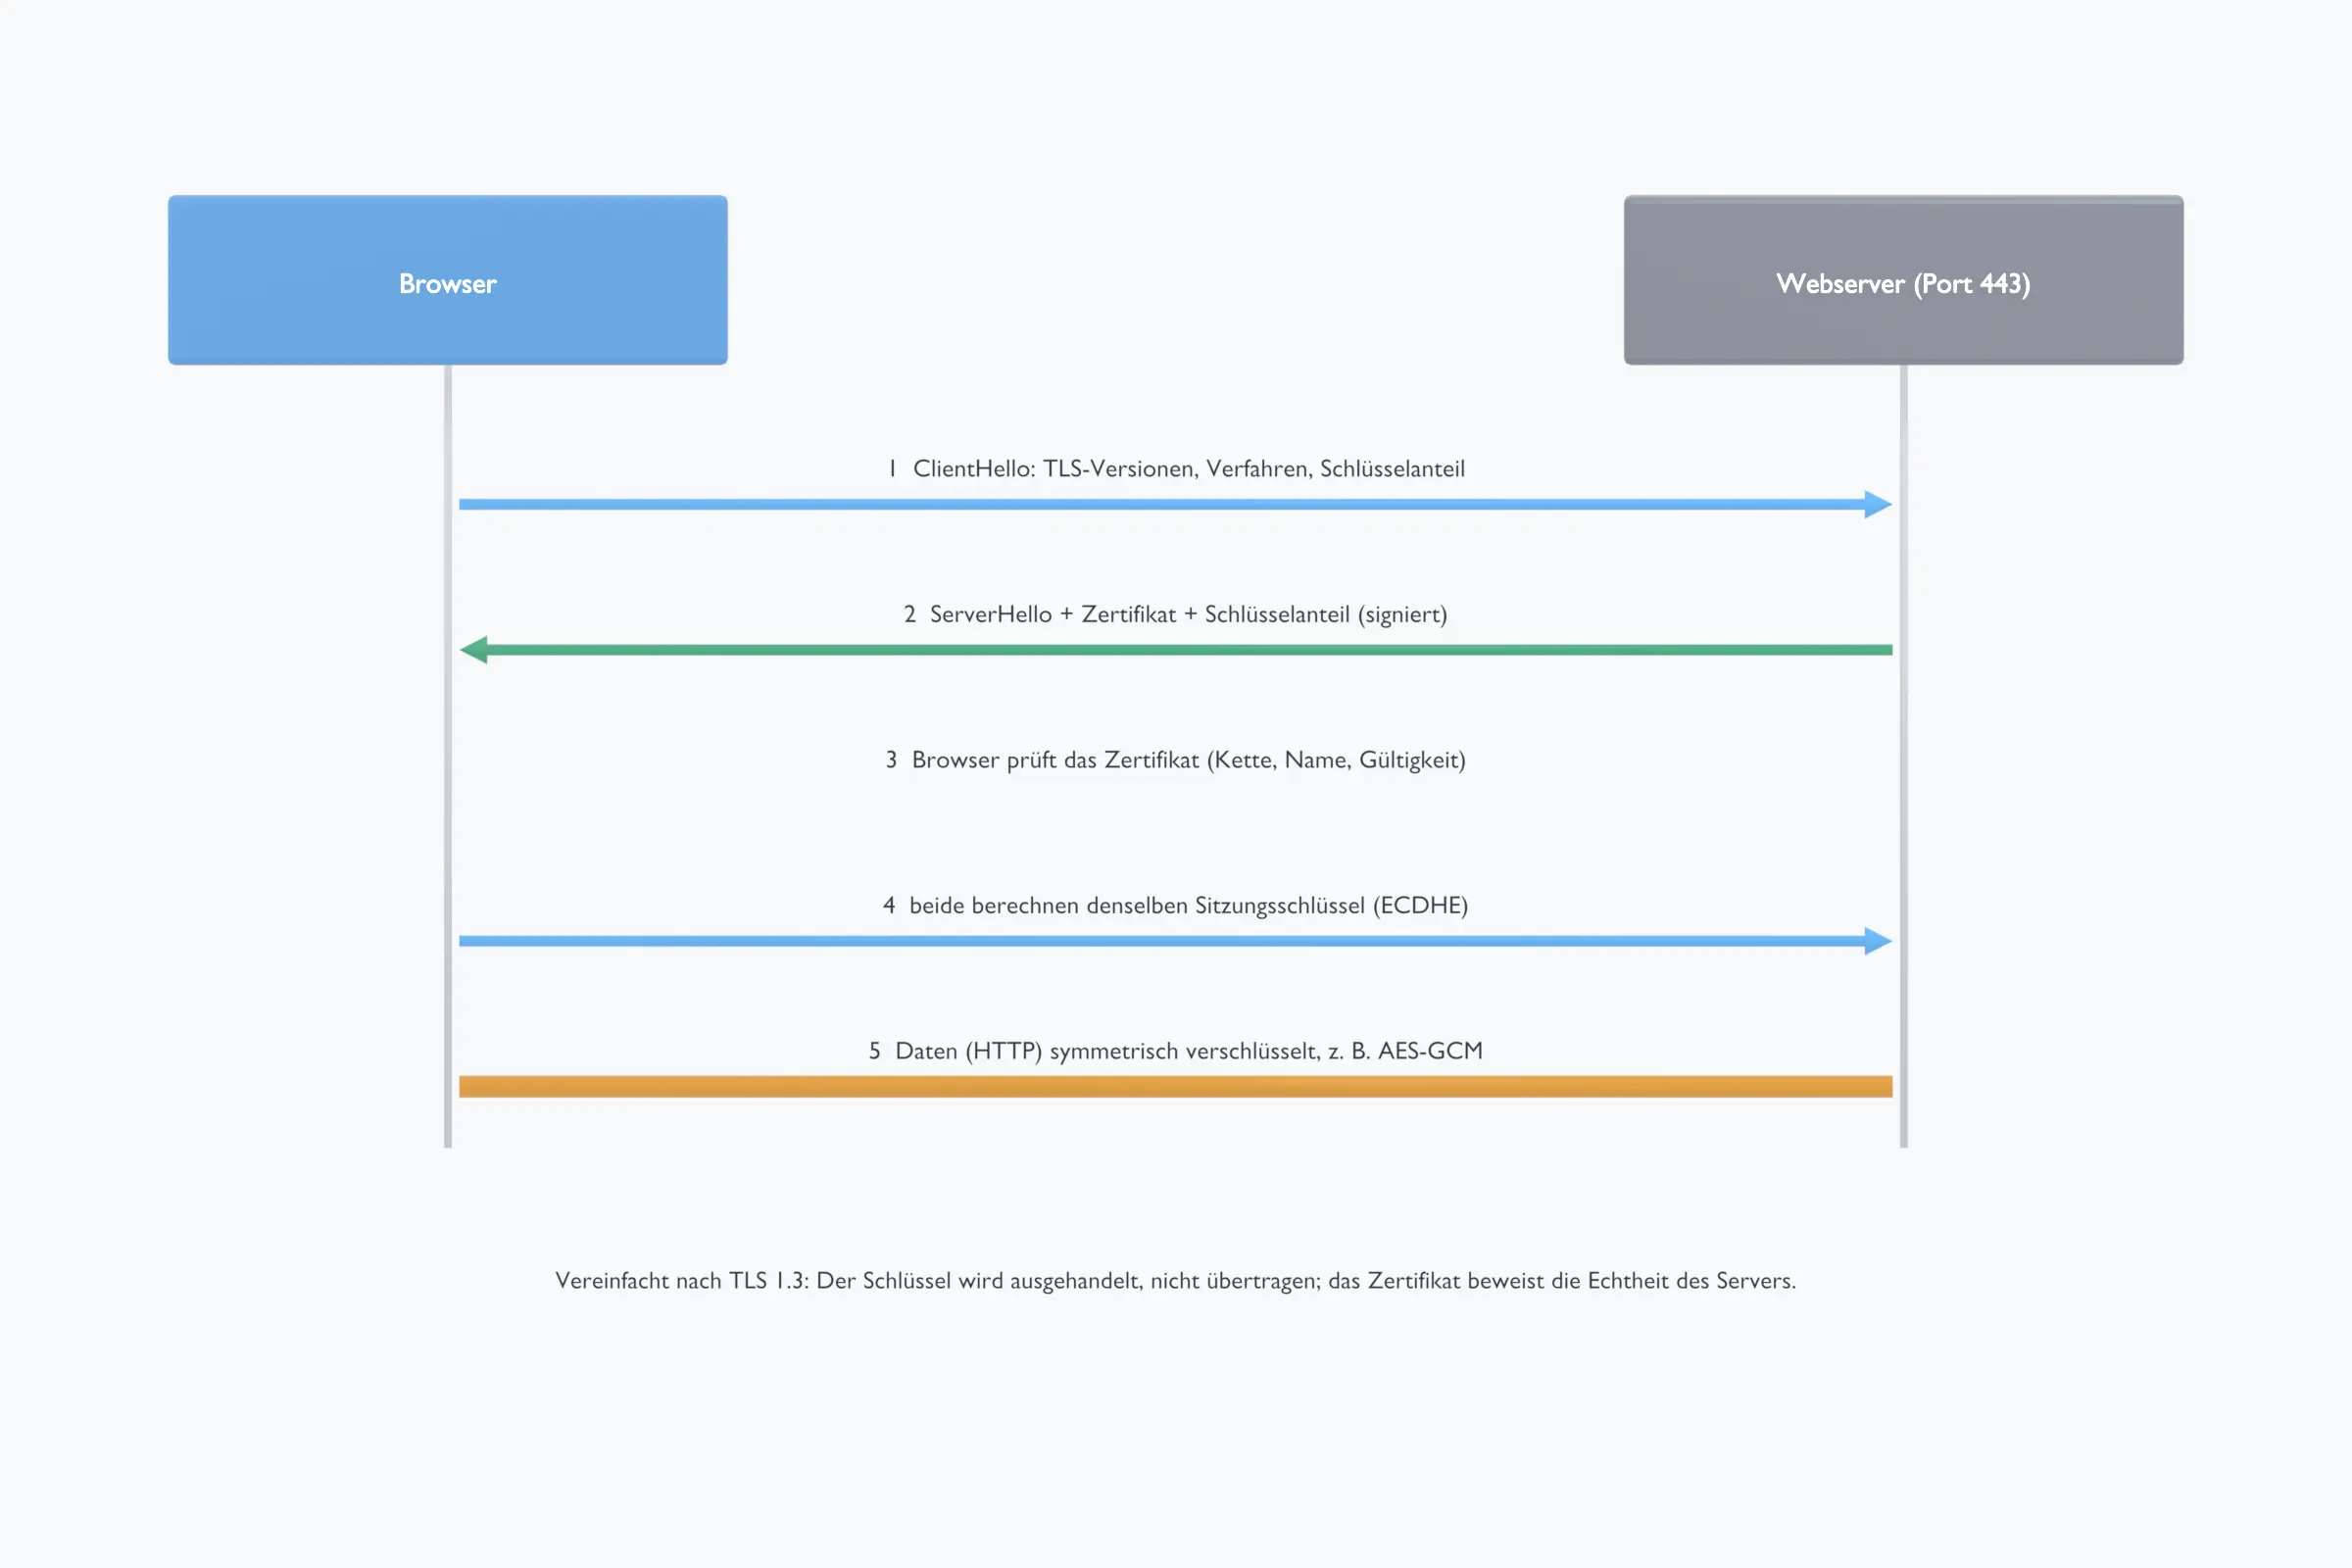 Browser
Webserver (Port 443)
1 ClientHello: TLS-Versionen, Verfahren, Schlüsselanteil
2 ServerHello + Zertifikat + Schlüsselanteil (signiert)
3 Browser prüft das Zertifikat (Kette, Name, Gültigkeit)
4 beide berechnen denselben Sitzungsschlüssel (ECDHE)
5 Daten (HTTP) symmetrisch verschlüsselt, z. B. AES-GCM
Vereinfacht nach TLS 1.3: Der Schlüssel wird ausgehandelt, nicht übertragen; das Zertifikat beweist die Echtheit des Servers.